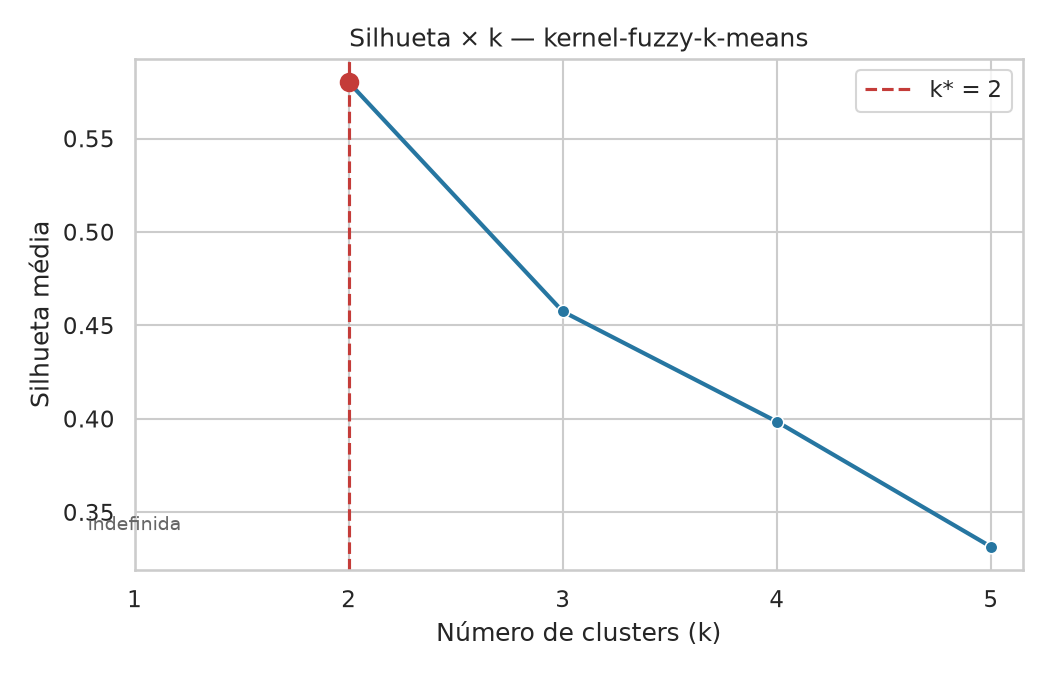 Silhueta × k — kernel-fuzzy-k-means
k* = 2
0.55
0.50
0.45
0.40
0.35
indefinida
Silhueta média
1 2 3 4 5
Número de clusters (k)